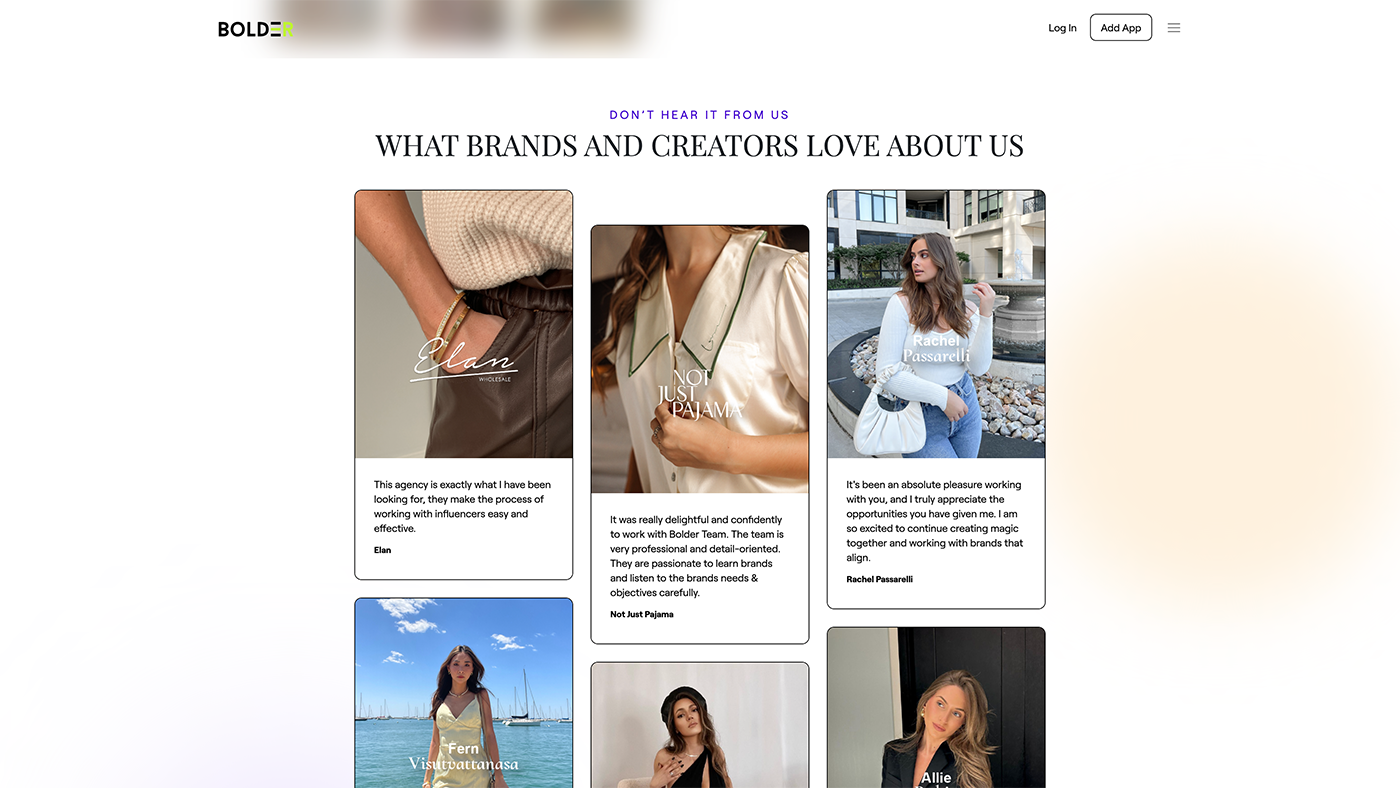 BOLDER
Log In
Add App
DON'T HEAR IT FROM US
WHAT BRANDS AND CREATORS LOVE ABOUT US
Elan
WHOLESALE
This agency is exactly what I have been
looking for, they make the process of
working with influencers easy and
effective.
Elan
NOT
JUST
PAJAMA
It was really delightful and confidently
to work with Bolder Team. The team is
very professional and detail-oriented.
They are passionate to learn brands
and listen to the brands needs &
objectives carefully.
Not Just Pajama
Rachel
Passarelli
It's been an absolute pleasure working
with you, and I truly appreciate the
opportunities you have given me. I am
so excited to continue creating magic
together and working with brands that
align.
Rachel Passarelli
Fern
Visutvattanasa
Allie